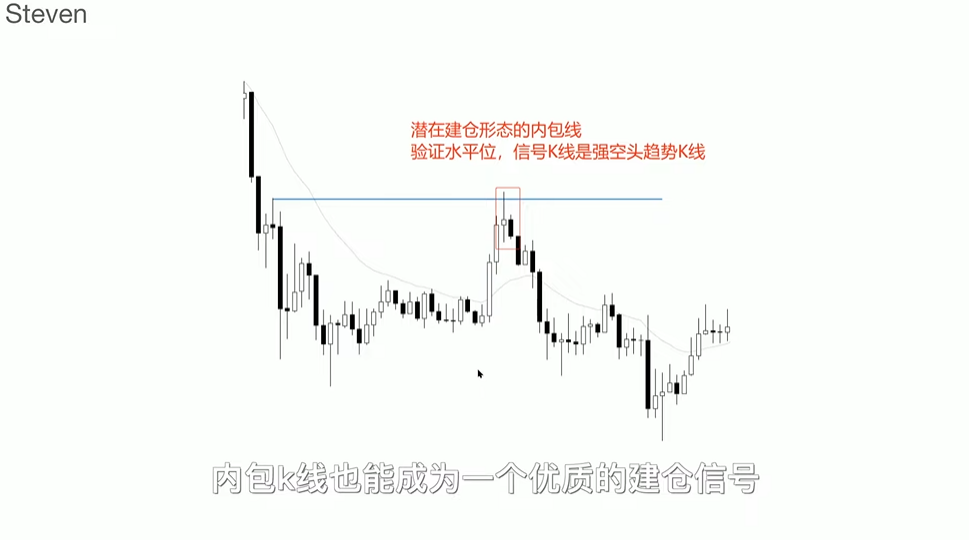 Steven
潜在建仓形态的内包线
验证水平位，信号K线是强空头趋势K线
内包k线也能成为一个优质的建仓信号